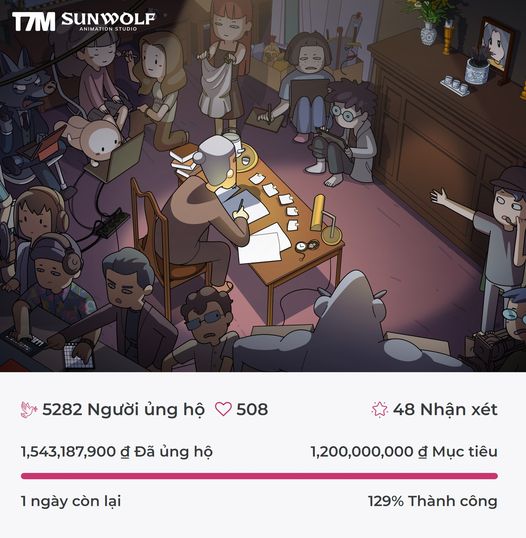 T7M SUNWOLF
ANIMATION STUDIO
5282 Người ủng hộ 508 48 Nhận xét
1,543,187,900 ₫ Đã ủng hộ 1,200,000,000 ₫ Mục tiêu
1 ngày còn lại 129% Thành công